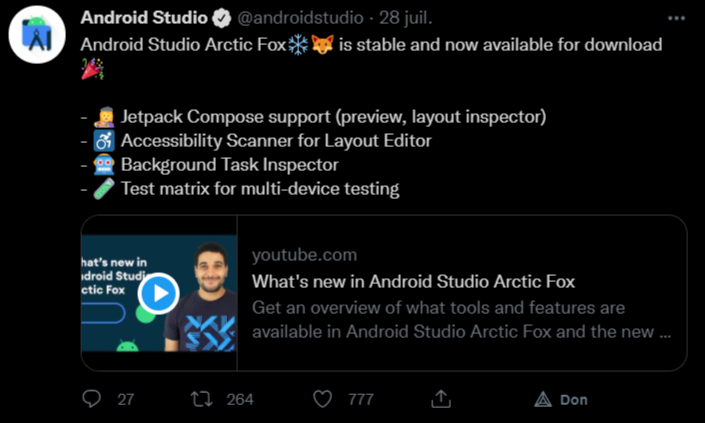 Android Studio @androidstudio · 28 juil.
Android Studio Arctic Fox❄️🦊 is stable and now available for download
🎉
- 👩‍🎨 Jetpack Compose support (preview, layout inspector)
- ♿ Accessibility Scanner for Layout Editor
- 🤖 Background Task Inspector
- 🧪 Test matrix for multi-device testing
hat's new in
ndroid Studio
ctic Fox
youtube.com
What's new in Android Studio Arctic Fox
Get an overview of what tools and features are
available in Android Studio Arctic Fox and the new ...
27 264 777 Don